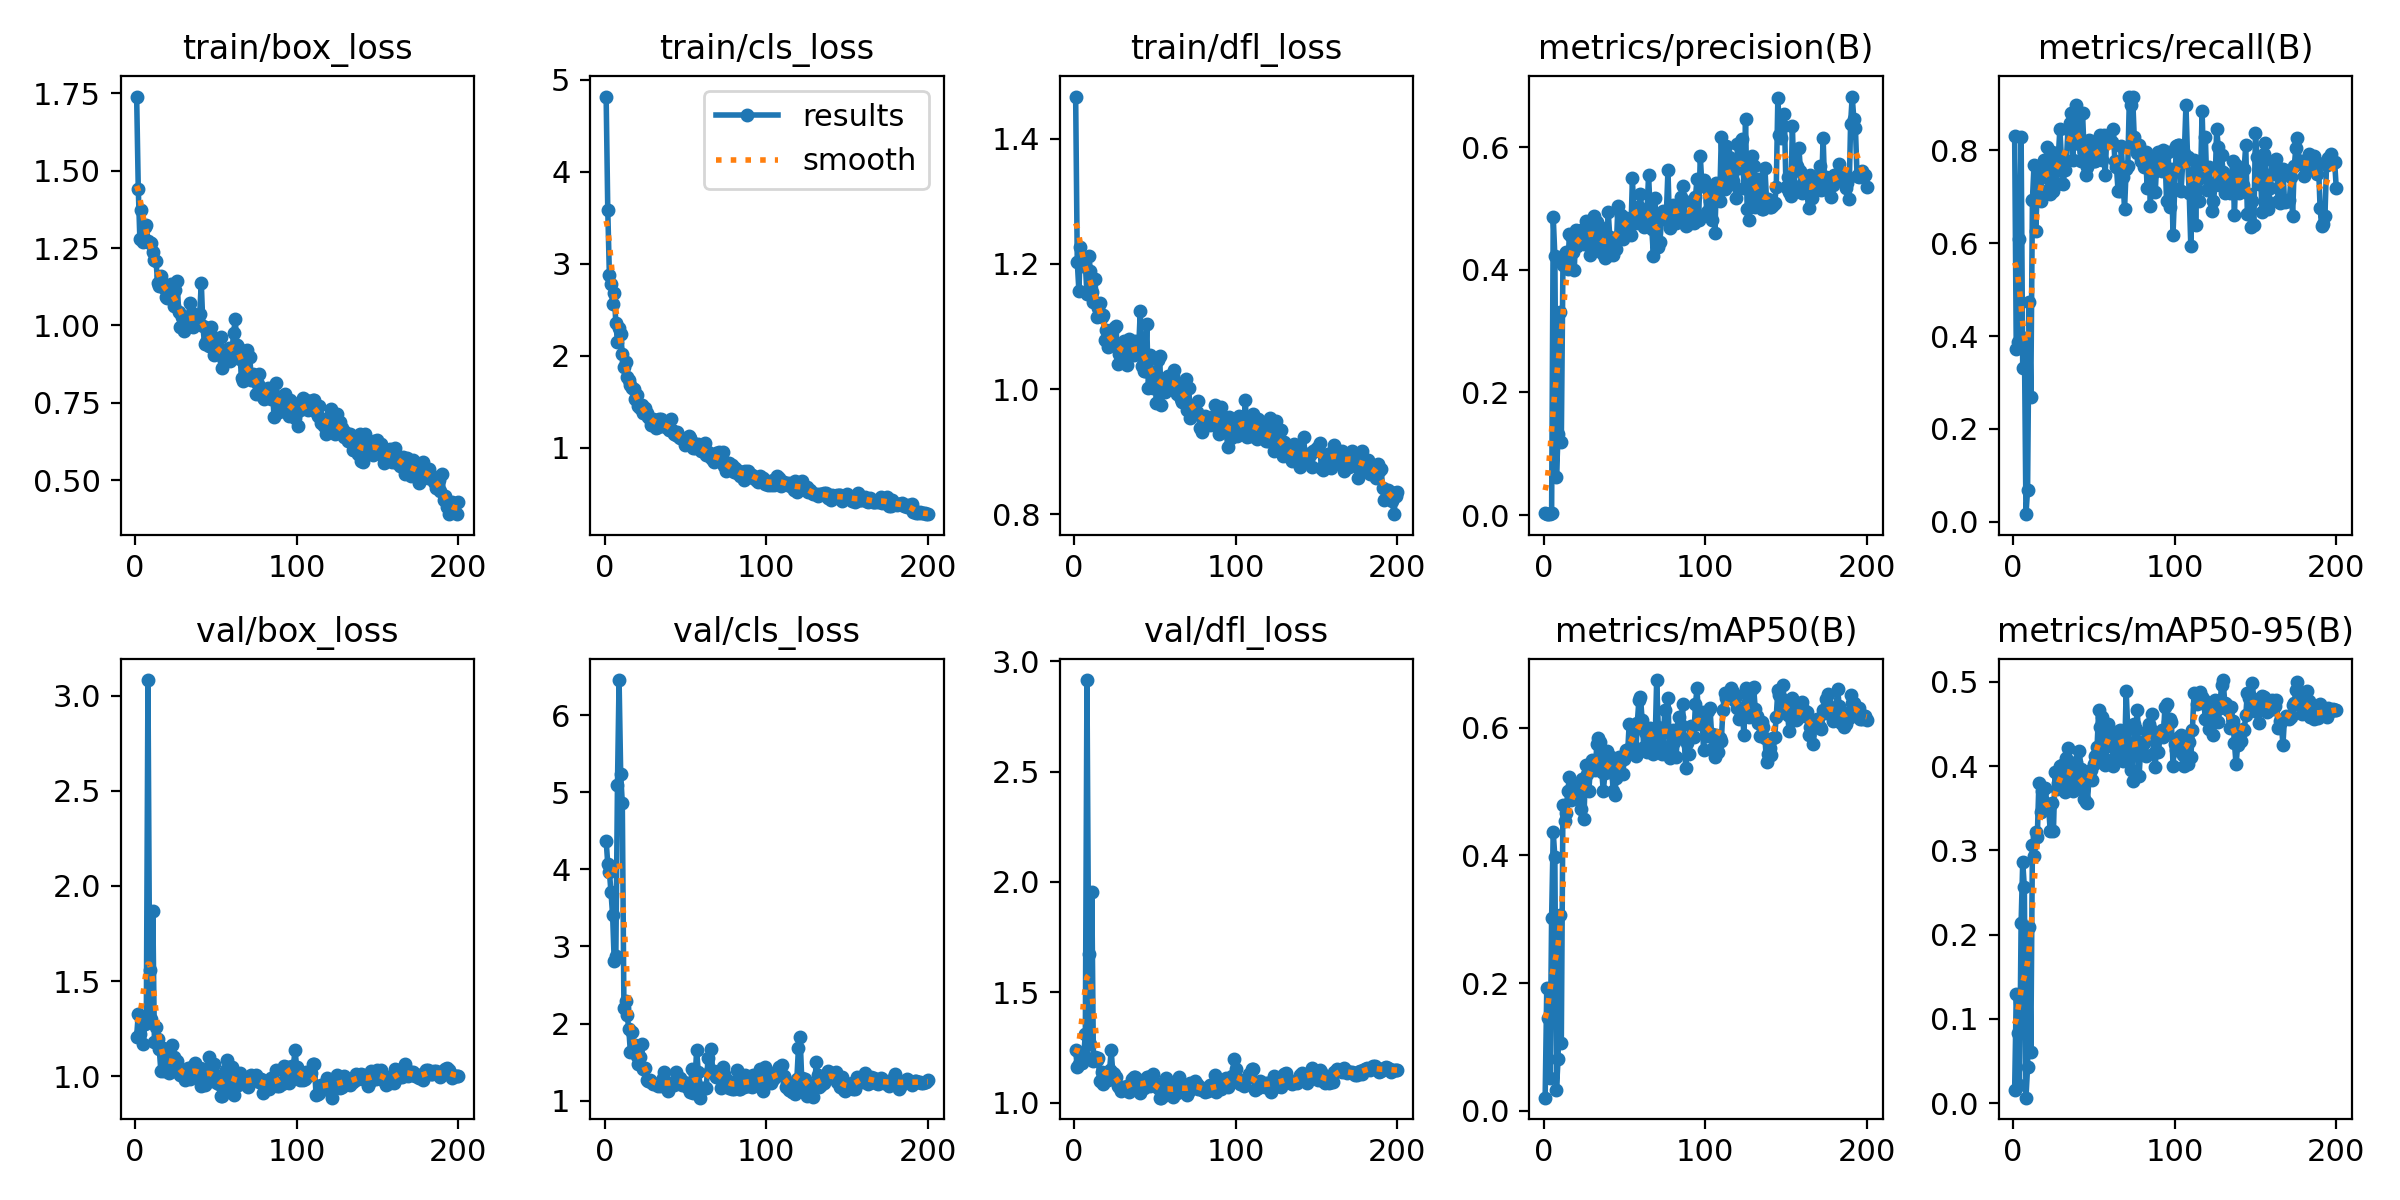 train/box_loss
1.75
1.50
1.25
1.00
0.75
0.50
0 100 200
train/cls_loss
results
smooth
5
4
3
2
1
0 100 200
train/dfl_loss
1.4
1.2
1.0
0.8
0 100 200
metrics/precision(B)
0.6
0.4
0.2
0.0
0 100 200
metrics/recall(B)
0.8
0.6
0.4
0.2
0.0
0 100 200
val/box_loss
3.0
2.5
2.0
1.5
1.0
0 100 200
val/cls_loss
6
5
4
3
2
1
0 100 200
val/dfl_loss
3.0
2.5
2.0
1.5
1.0
0 100 200
metrics/mAP50(B)
0.6
0.4
0.2
0.0
0 100 200
metrics/mAP50-95(B)
0.5
0.4
0.3
0.2
0.1
0.0
0 100 200